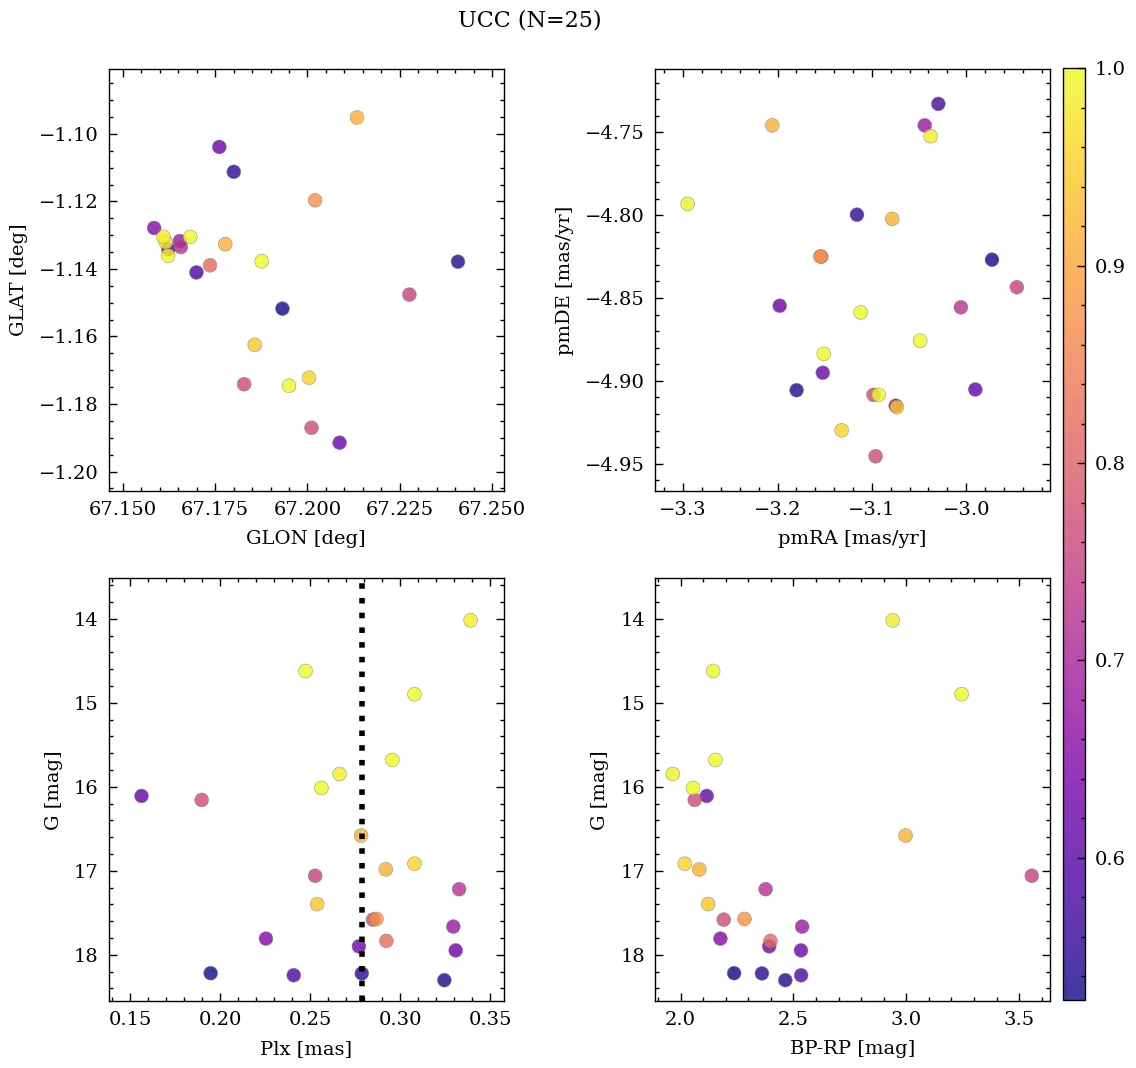 UCC (N=25)
−1.10
−1.12
−1.14
−1.16
−1.18
−1.20
GLAT [deg]
67.150 67.175 67.200 67.225 67.250
GLON [deg]
−4.75
−4.80
−4.85
−4.90
−4.95
pmDE [mas/yr]
−3.3 −3.2 −3.1 −3.0
pmRA [mas/yr]
1.0
0.9
0.8
0.7
0.6
14
15
16
17
18
G [mag]
0.15 0.20 0.25 0.30 0.35
Plx [mas]
14
15
16
17
18
G [mag]
2.0 2.5 3.0 3.5
BP-RP [mag]